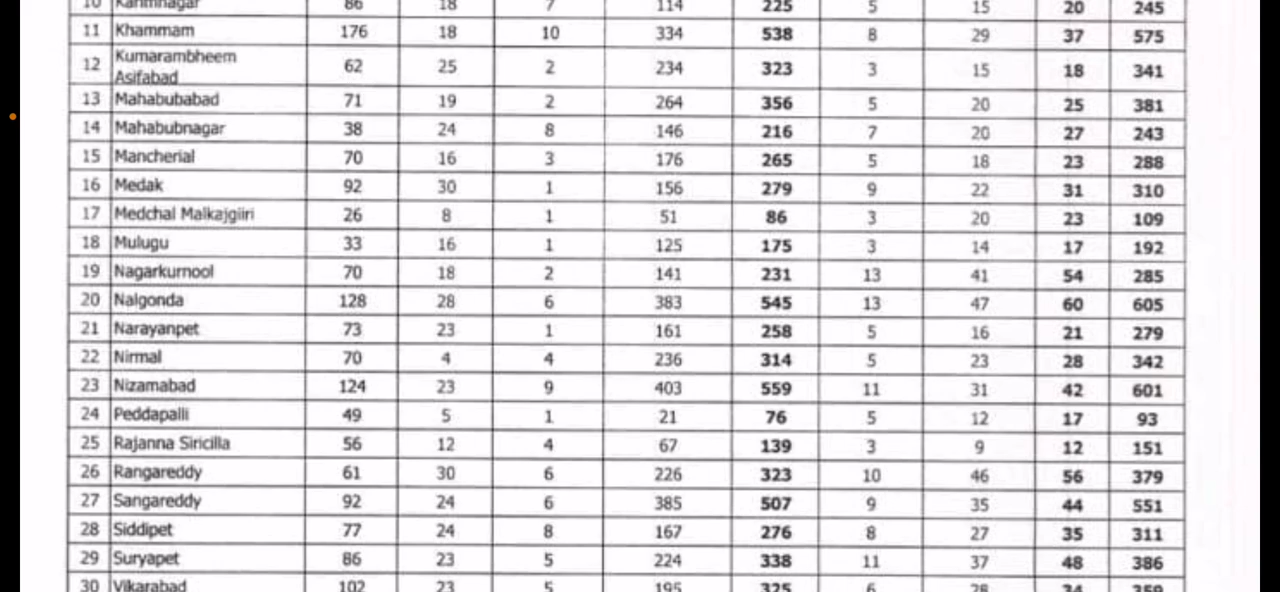 10 Karimnagar 86 18 7 114 225 5 15 20 245
11 Khammam 176 18 10 334 538 8 29 37 575
12 Kumarambheem Asifabad 62 25 2 234 323 3 15 18 341
13 Mahabubabad 71 19 2 264 356 5 20 25 381
14 Mahabubnagar 38 24 8 146 216 7 20 27 243
15 Mancherial 70 16 3 176 265 5 18 23 288
16 Medak 92 30 1 156 279 9 22 31 310
17 Medchal Malkajgiiri 26 8 1 51 86 3 20 23 109
18 Mulugu 33 16 1 125 175 3 14 17 192
19 Nagarkurnool 70 18 2 141 231 13 41 54 285
20 Nalgonda 128 28 6 383 545 13 47 60 605
21 Narayanpet 73 23 1 161 258 5 16 21 279
22 Nirmal 70 4 4 236 314 5 23 28 342
23 Nizamabad 124 23 9 403 559 11 31 42 601
24 Peddapalli 49 5 1 21 76 5 12 17 93
25 Rajanna Siricilla 56 12 4 67 139 3 9 12 151
26 Rangareddy 61 30 6 226 323 10 46 56 379
27 Sangareddy 92 24 6 385 507 9 35 44 551
28 Siddipet 77 24 8 167 276 8 27 35 311
29 Suryapet 86 23 5 224 338 11 37 48 386
30 Vikarabad 102 23 5 195 325 6 28 34 359